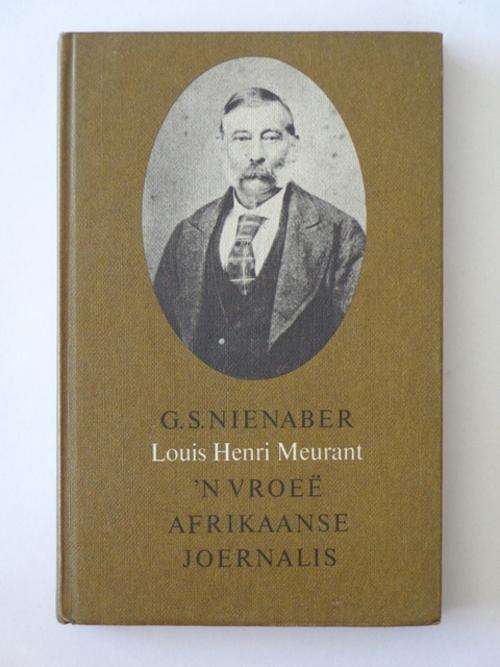 G.S.NIENABER
Louis Henri Meurant
'N VROEË
AFRIKAANSE
JOERNALIS